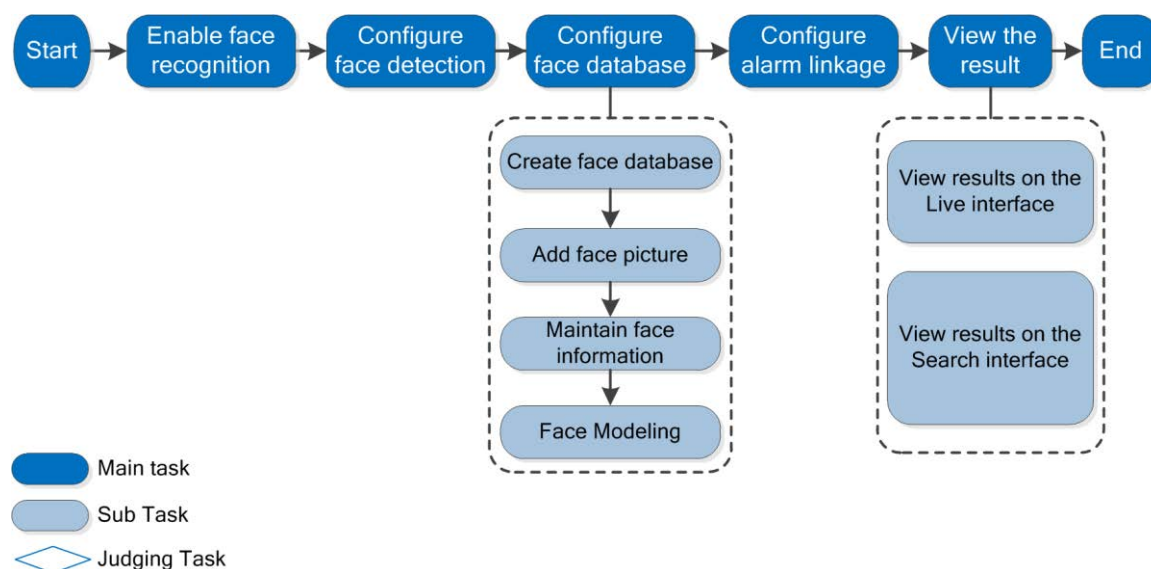 Start
Enable face
recognition
Configure
face detection
Configure
face database
Configure
alarm linkage
View the
result
End
Create face database
Add face picture
Maintain face
information
Face Modeling
View results on the
Live interface
View results on the
Search interface
Main task
Sub Task
Judging Task